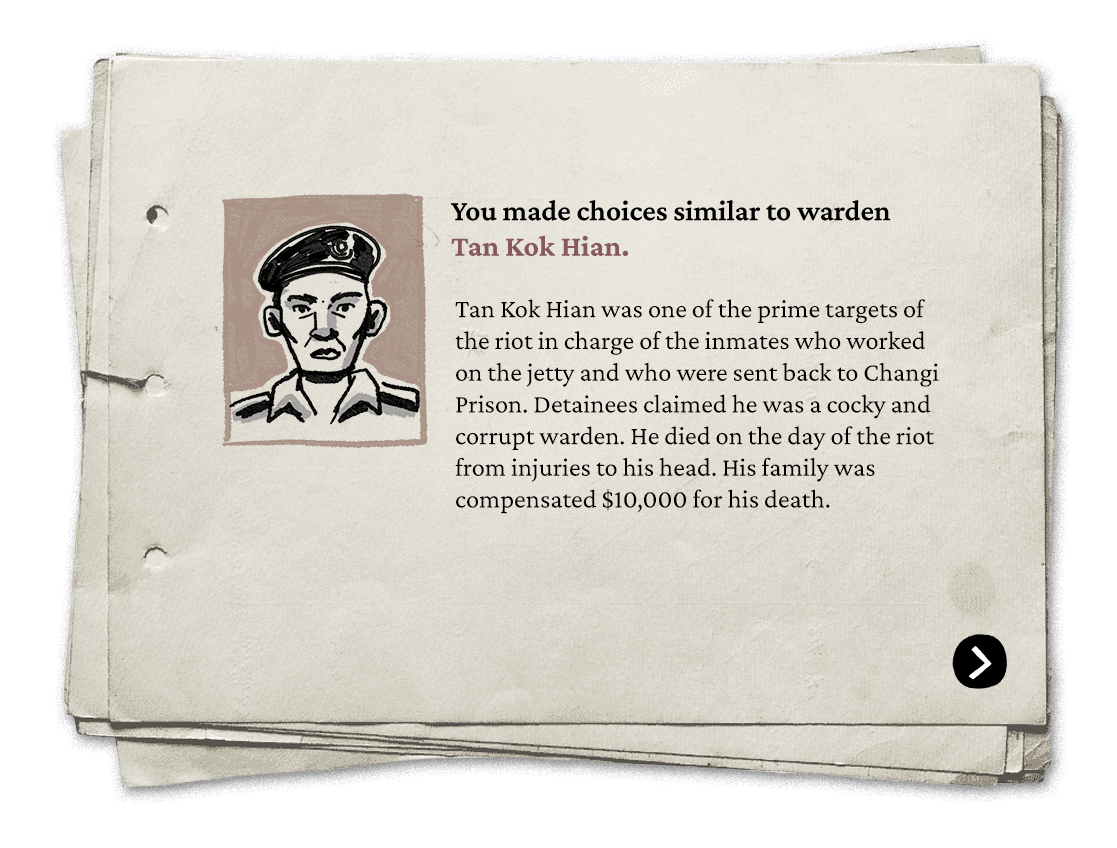 You made choices similar to warden
Tan Kok Hian.
Tan Kok Hian was one of the prime targets of
the riot in charge of the inmates who worked
on the jetty and who were sent back to Changi
Prison. Detainees claimed he was a cocky and
corrupt warden. He died on the day of the riot
from injuries to his head. His family was
compensated $10,000 for his death.